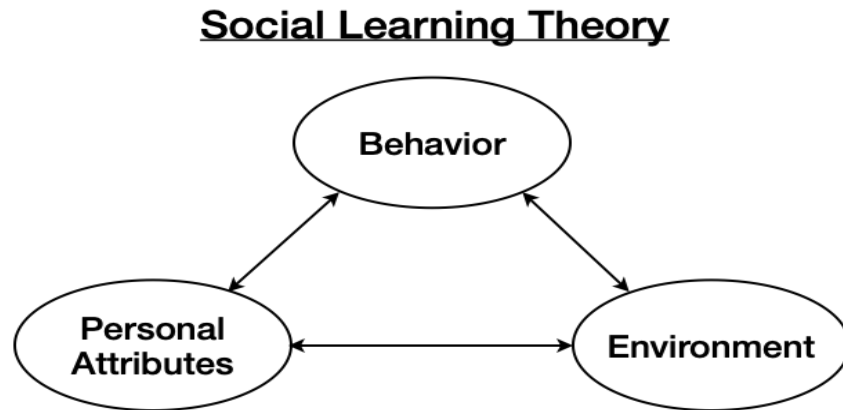 Social Learning Theory
Behavior
Personal
Attributes
Environment